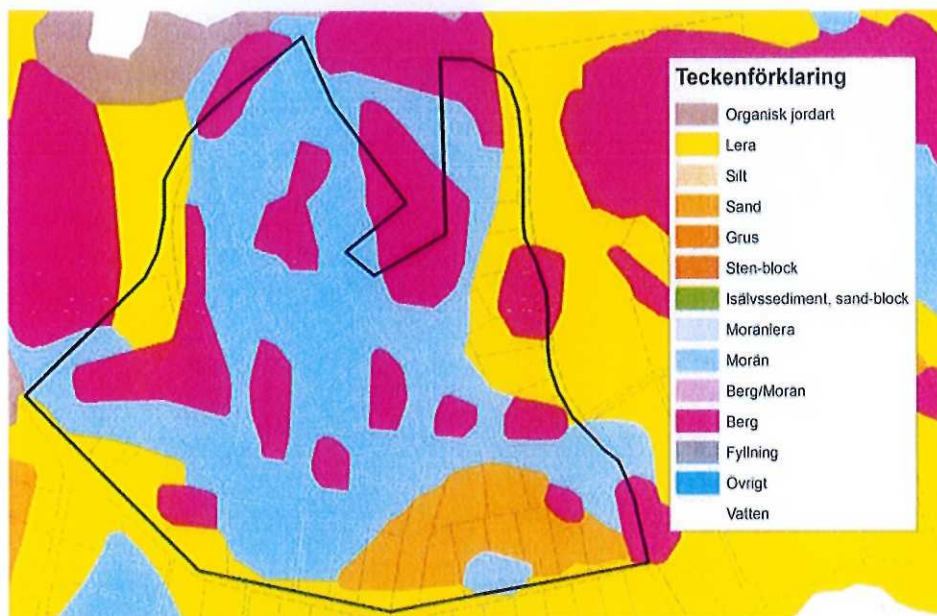 Teckenförklaring
Organisk jordart
Lera
Silt
Sand
Grus
Sten-block
Isälvssediment, sand-block
Moränlera
Morän
Berg/Morän
Berg
Fyllning
Övrigt
Vatten